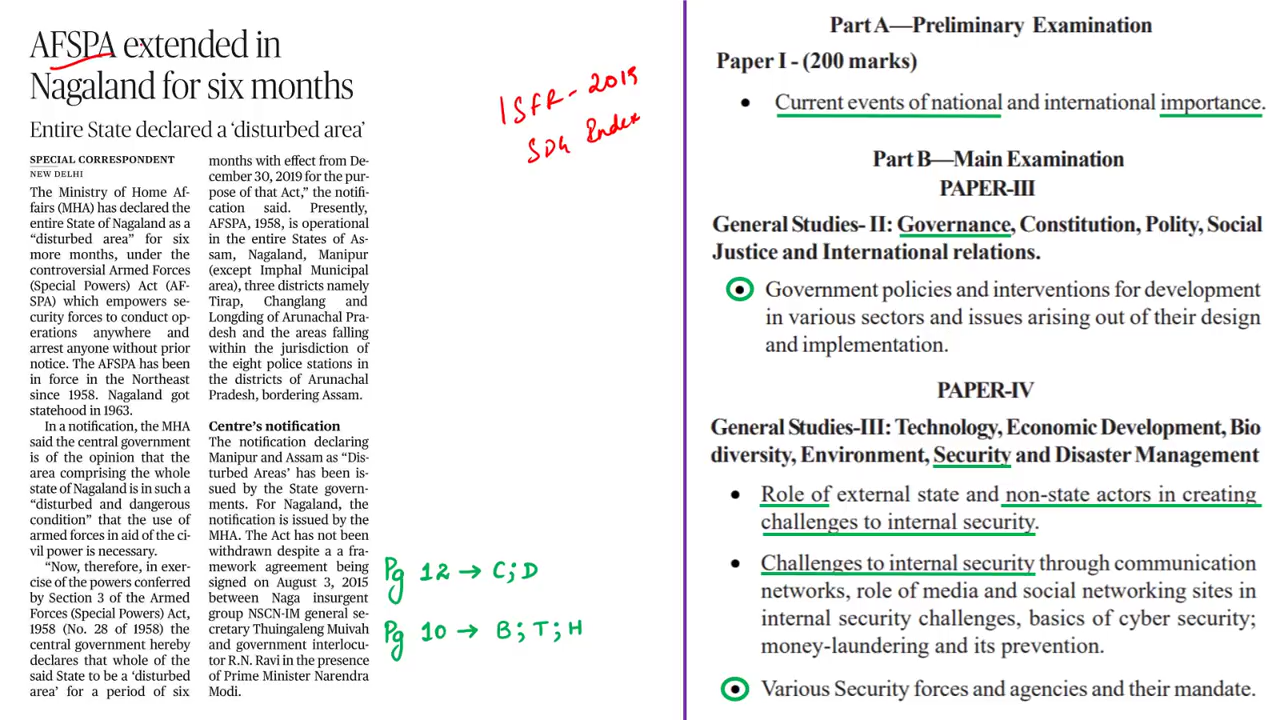 AFSPA extended in
Nagaland for six months
Entire State declared a ‘disturbed area’
SPECIAL CORRESPONDENT
NEW DELHI
The Ministry of Home Af-
fairs (MHA) has declared the
entire State of Nagaland as a
“disturbed area” for six
more months, under the
controversial Armed Forces
(Special Powers) Act (AF-
SPA) which empowers se-
curity forces to conduct op-
erations anywhere and
arrest anyone without prior
notice. The AFSPA has been
in force in the Northeast
since 1958. Nagaland got
statehood in 1963.
In a notification, the MHA
said the central government
is of the opinion that the
area comprising the whole
state of Nagaland is in such a
“disturbed and dangerous
condition” that the use of
armed forces in aid of the ci-
vil power is necessary.
“Now, therefore, in exer-
cise of the powers conferred
by Section 3 of the Armed
Forces (Special Powers) Act,
1958 (No. 28 of 1958) the
central government hereby
declares that whole of the
said State to be a ‘disturbed
area’ for a period of six
months with effect from De-
cember 30, 2019 for the pur-
pose of that Act,” the notifi-
cation said. Presently,
AFSPA, 1958, is operational
in the entire States of As-
sam, Nagaland, Manipur
(except Imphal Municipal
area), three districts namely
Tirap, Changlang and
Longding of Arunachal Pra-
desh and the areas falling
within the jurisdiction of
the eight police stations in
the districts of Arunachal
Pradesh, bordering Assam.
Centre’s notification
The notification declaring
Manipur and Assam as “Dis-
turbed Areas’ has been is-
sued by the State govern-
ments. For Nagaland, the
notification is issued by the
MHA. The Act has not been
withdrawn despite a a fra-
mework agreement being
signed on August 3, 2015
between Naga insurgent
group NSCN-IM general se-
cretary Thuingaleng Muivah
and government interlocu-
tor R.N. Ravi in the presence
of Prime Minister Narendra
Modi.
ISFR - 2019
SDG Index
Pg 12 → C; D
Pg 10 → B; T; H
Part A—Preliminary Examination
Paper I - (200 marks)
• Current events of national and international importance.
Part B—Main Examination
PAPER-III
General Studies- II: Governance, Constitution, Polity, Social
Justice and International relations.
• Government policies and interventions for development
in various sectors and issues arising out of their design
and implementation.
PAPER-IV
General Studies-III: Technology, Economic Development, Bio
diversity, Environment, Security and Disaster Management
• Role of external state and non-state actors in creating
challenges to internal security.
• Challenges to internal security through communication
networks, role of media and social networking sites in
internal security challenges, basics of cyber security;
money-laundering and its prevention.
• Various Security forces and agencies and their mandate.